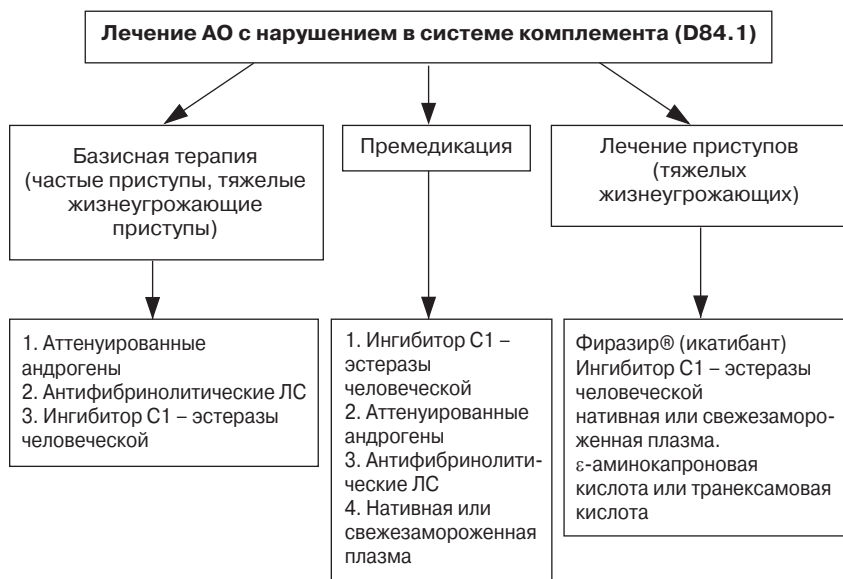 Лечение АО с нарушением в системе комплемента (D84.1)
Базисная терапия
(частые приступы, тяжелые
жизнеугрожающие
приступы)
Премедикация
Лечение приступов
(тяжелых
жизнеугрожающих)
1. Аттенуированные
андрогены
2. Антифибринолитические ЛС
3. Ингибитор С1 – эстеразы
человеческой
1. Ингибитор С1 –
эстеразы
человеческой
2. Аттенуированные
андрогены
3. Антифибринолити-
ческие ЛС
4. Нативная или
свежезамороженная
плазма
Фиразир® (икатибант)
Ингибитор С1 – эстеразы
человеческой
нативная или свежезаморо-
женная плазма.
ε-аминокапроновая
кислота или транексамовая
кислота